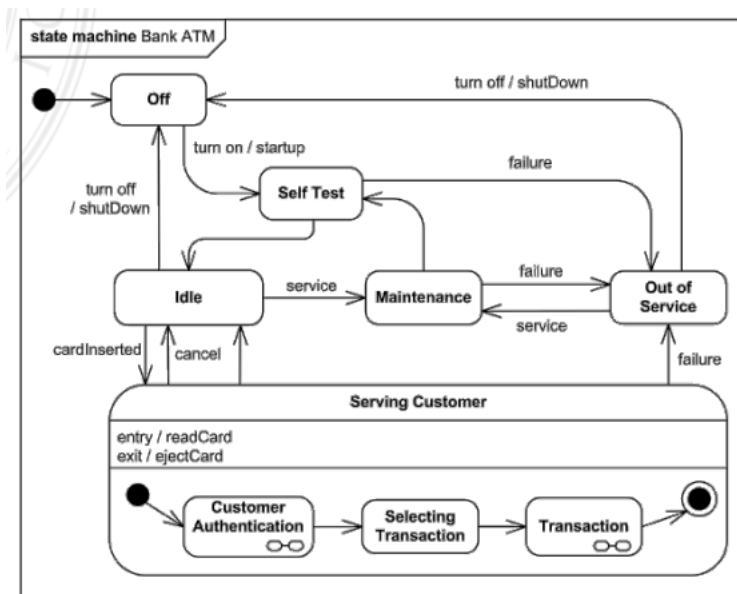 state machine Bank ATM
turn off / shutDown
Off
turn on / startup
failure
Self Test
turn off
/ shutDown
Idle
service
Maintenance
failure
Out of
Service
service
cardInserted
cancel
failure
Serving Customer
entry / readCard
exit / ejectCard
Customer
Authentication
Selecting
Transaction
Transaction